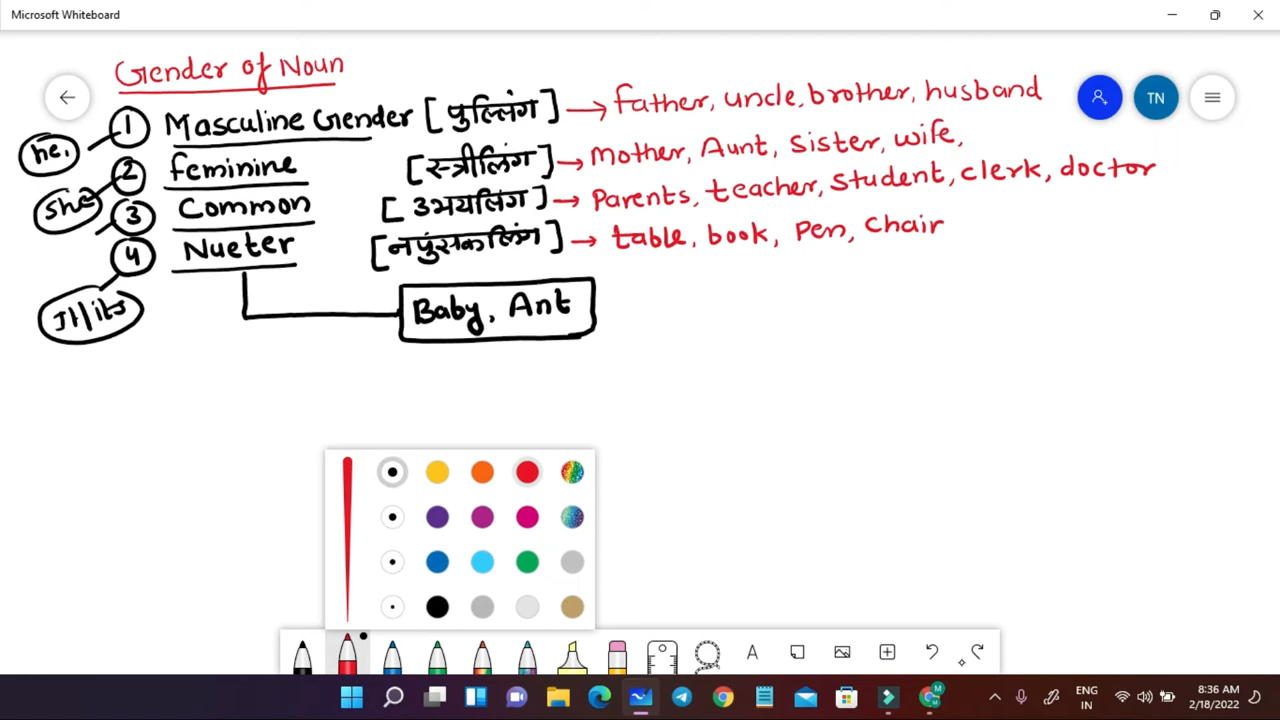 Microsoft Whiteboard
Gender of Noun
TN
1 Masculine Gender [पुल्लिंग] → father, uncle, brother, husband
he.
2 feminine [स्त्रीलिंग] → Mother, Aunt, Sister, wife,
she
3 Common [उभयलिंग] → Parents, teacher, student, clerk, doctor
4 Nueter [नपुंसकलिंग] → table, book, Pen, Chair
It/its
Baby, Ant
A
ENG
IN
8:36 AM
2/18/2022